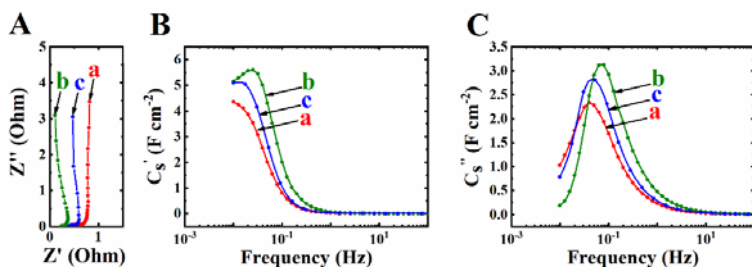 A
B
C
5
4
3
2
1
0
b
c
a
0
1
Z'' (Ohm)
Z' (Ohm)
6
5
4
3
2
1
0
b
c
a
10⁻³
10⁻¹
10¹
Cₛ' (F cm⁻²)
Frequency (Hz)
3.5
3.0
2.5
2.0
1.5
1.0
0.5
0.0
b
c
a
10⁻³
10⁻¹
10¹
Cₛ'' (F cm⁻²)
Frequency (Hz)